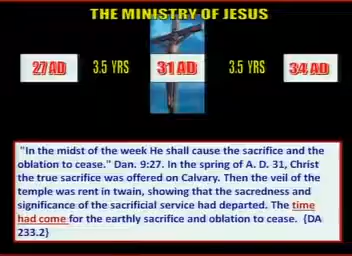 THE MINISTRY OF JESUS
27 AD 3.5 YRS 31 AD 3.5 YRS 34 AD
"In the midst of the week He shall cause the sacrifice and the
oblation to cease." Dan. 9:27. In the spring of A. D. 31, Christ
the true sacrifice was offered on Calvary. Then the veil of the
temple was rent in twain, showing that the sacredness and
significance of the sacrificial service had departed. The time
had come for the earthly sacrifice and oblation to cease. {DA
233.2}